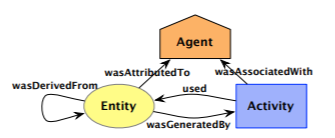 Agent
wasAttributedTo
wasAssociatedWith
wasDerivedFrom
used
Entity
Activity
wasGeneratedBy